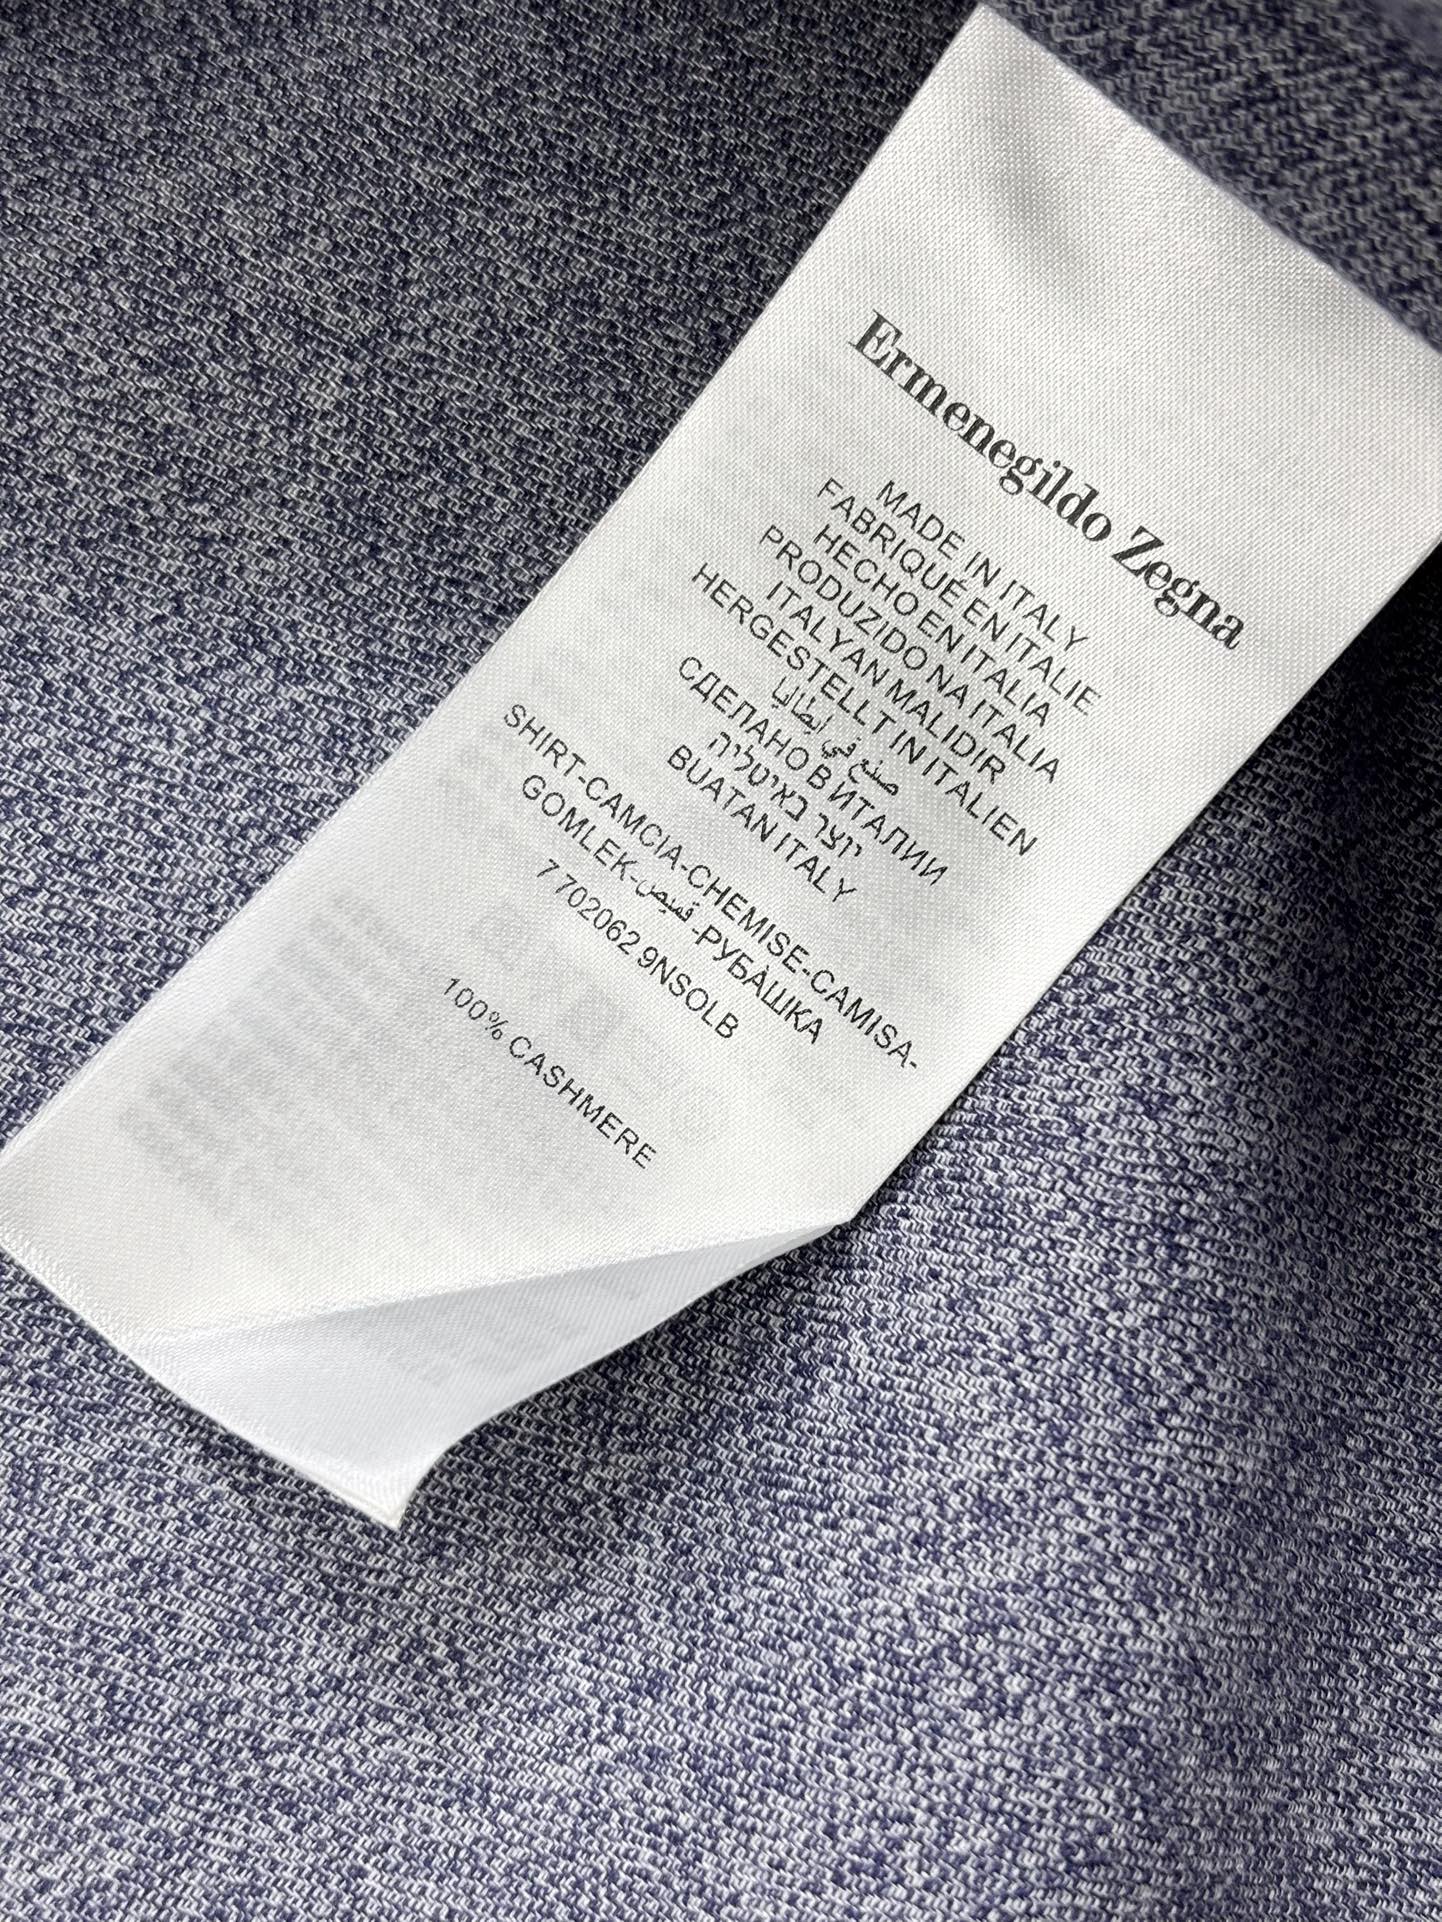 Ermenegildo Zegna
MADE IN ITALY
FABRIQUÉ EN ITALIE
HECHO EN ITALIA
PRODUZIDO NA ITALIA
ITALYAN MALIDIR
HERGESTELLT IN ITALIEN
صنع في إيطاليا
СДЕЛАНО В ИТАЛИИ
יוצר באיטליה
BUATAN ITALY
SHIRT-CAMCIA-CHEMISE-CAMISA-
GOMLEK-قميص-РУБАШКА
7 702062 9NSOLB
100% CASHMERE